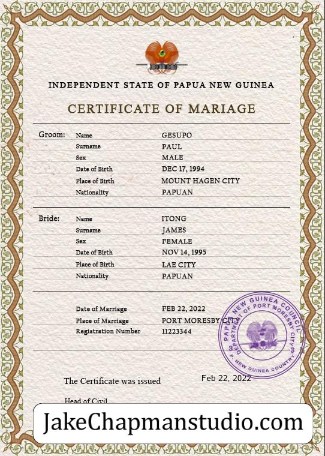 INDEPENDENT STATE OF PAPUA NEW GUINEA
CERTIFICATE OF MARIAGE
Groom: Name GESUPO
Surname PAUL
Sex MALE
Date of Birth DEC 17, 1994
Place of Birth MOUNT HAGEN CITY
Nationality PAPUAN
Bride: Name ITONG
Surname JAMES
Sex FEMALE
Date of Birth NOV 14, 1995
Place of Birth LAE CITY
Nationality PAPUAN
Date of Marriage FEB 22, 2022
Place of Marriage PORT MORESBY CITY
Registration Number 11223344
PAPUA NEW GUINEA COUNCIL
DEPARTMENT OF PORT MORESBY
NEW GUINEA COUNTRY
The Certificate was issued Feb 22, 2022
Head of Civil
JakeChapmanstudio.com